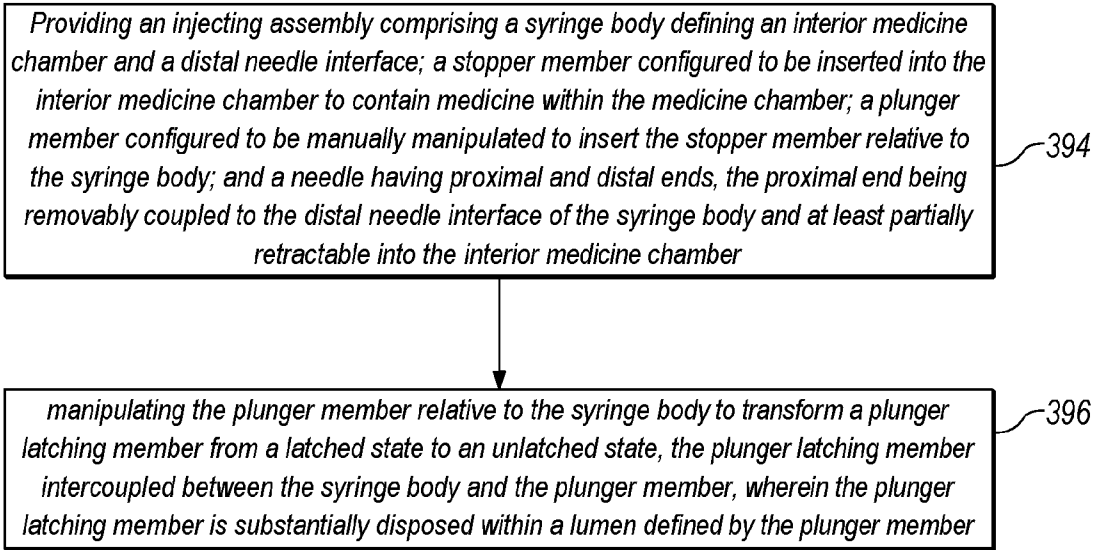 Providing an injecting assembly comprising a syringe body defining an interior medicine
chamber and a distal needle interface; a stopper member configured to be inserted into the
interior medicine chamber to contain medicine within the medicine chamber; a plunger
member configured to be manually manipulated to insert the stopper member relative to
the syringe body; and a needle having proximal and distal ends, the proximal end being
removably coupled to the distal needle interface of the syringe body and at least partially
retractable into the interior medicine chamber
394
manipulating the plunger member relative to the syringe body to transform a plunger
latching member from a latched state to an unlatched state, the plunger latching member
intercoupled between the syringe body and the plunger member, wherein the plunger
latching member is substantially disposed within a lumen defined by the plunger member
396